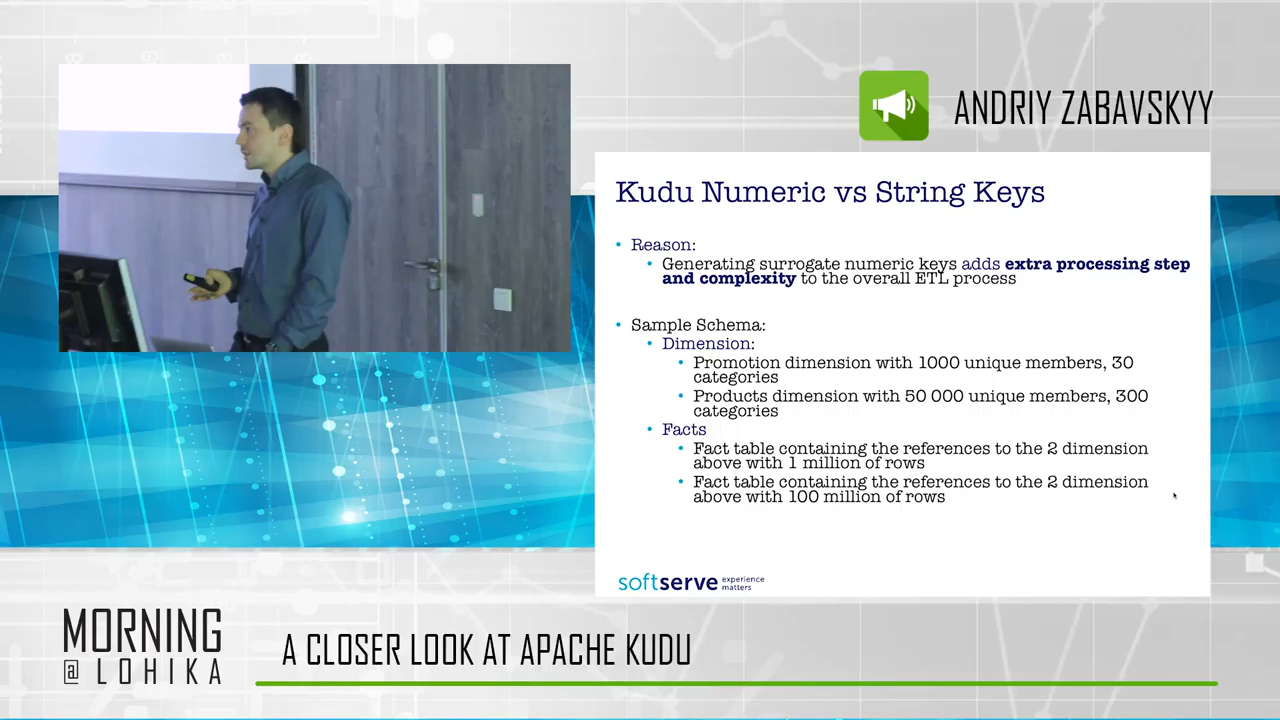 ANDRIY ZABAVSKYY
Kudu Numeric vs String Keys
• Reason:
• Generating surrogate numeric keys adds extra processing step
and complexity to the overall ETL process
• Sample Schema:
• Dimension:
• Promotion dimension with 1000 unique members, 30
categories
• Products dimension with 50 000 unique members, 300
categories
• Facts
• Fact table containing the references to the 2 dimension
above with 1 million of rows
• Fact table containing the references to the 2 dimension
above with 100 million of rows
softserve experience
matters
MORNING
@ LOHIKA
A CLOSER LOOK AT APACHE KUDU